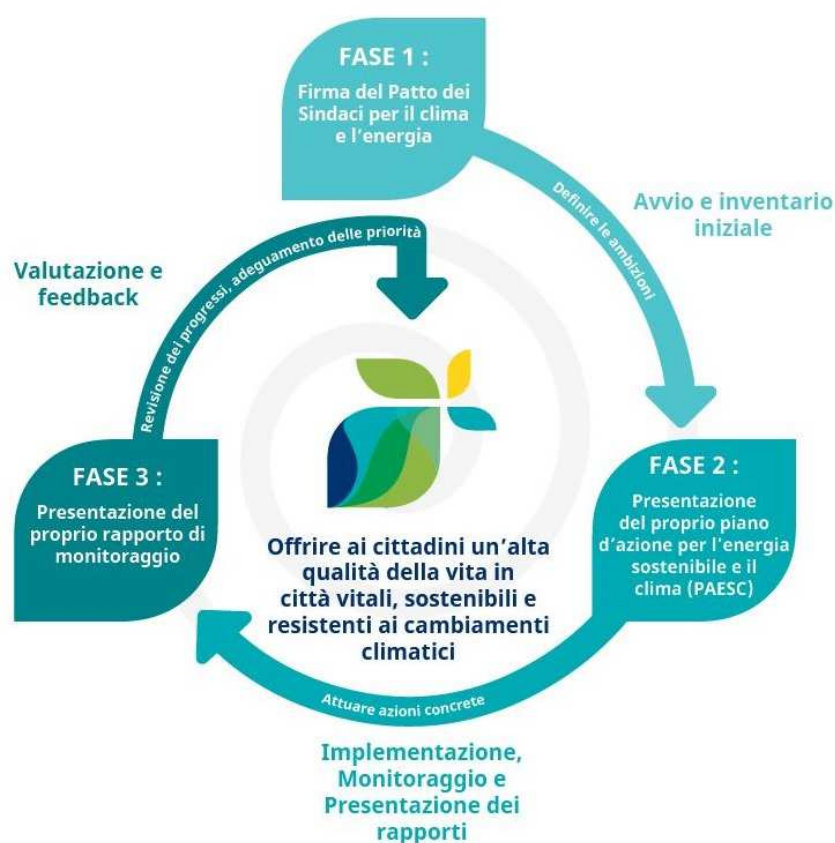 FASE 1 :
Firma del Patto dei
Sindaci per il clima
e l'energia
Definire le ambizioni
Avvio e inventario
iniziale
FASE 2 :
Presentazione
del proprio piano
d'azione per l'energia
sostenibile e il
clima (PAESC)
Attuare azioni concrete
Implementazione,
Monitoraggio e
Presentazione dei
rapporti
FASE 3 :
Presentazione del
proprio rapporto di
monitoraggio
Revisione dei progressi, adeguamento delle priorità
Valutazione e
feedback
Offrire ai cittadini un'alta
qualità della vita in
città vitali, sostenibili e
resistenti ai cambiamenti
climatici